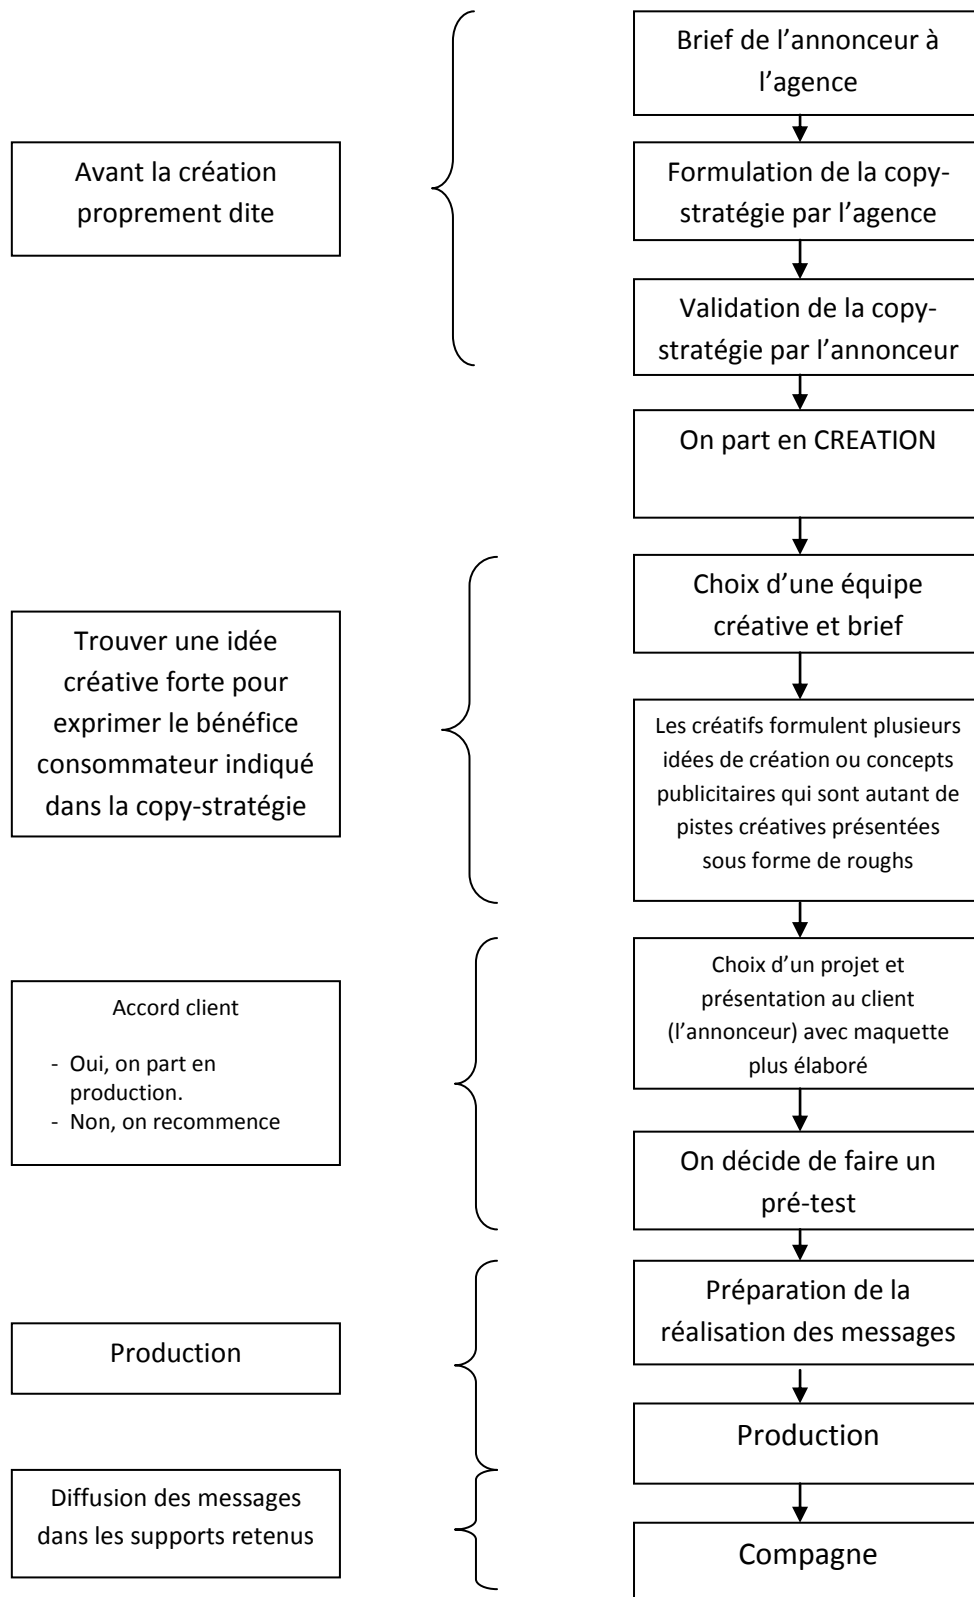 Brief de l’annonceur à
l’agence
Avant la création
proprement dite
Formulation de la copy-
stratégie par l’agence
Validation de la copy-
stratégie par l’annonceur
On part en CREATION
Choix d’une équipe
créative et brief
Trouver une idée
créative forte pour
exprimer le bénéfice
consommateur indiqué
dans la copy-stratégie
Les créatifs formulent plusieurs
idées de création ou concepts
publicitaires qui sont autant de
pistes créatives présentées
sous forme de roughs
Choix d’un projet et
présentation au client
(l’annonceur) avec maquette
plus élaboré
Accord client
- Oui, on part en
production.
- Non, on recommence
On décide de faire un
pré-test
Préparation de la
réalisation des messages
Production
Production
Diffusion des messages
dans les supports retenus
Compagne